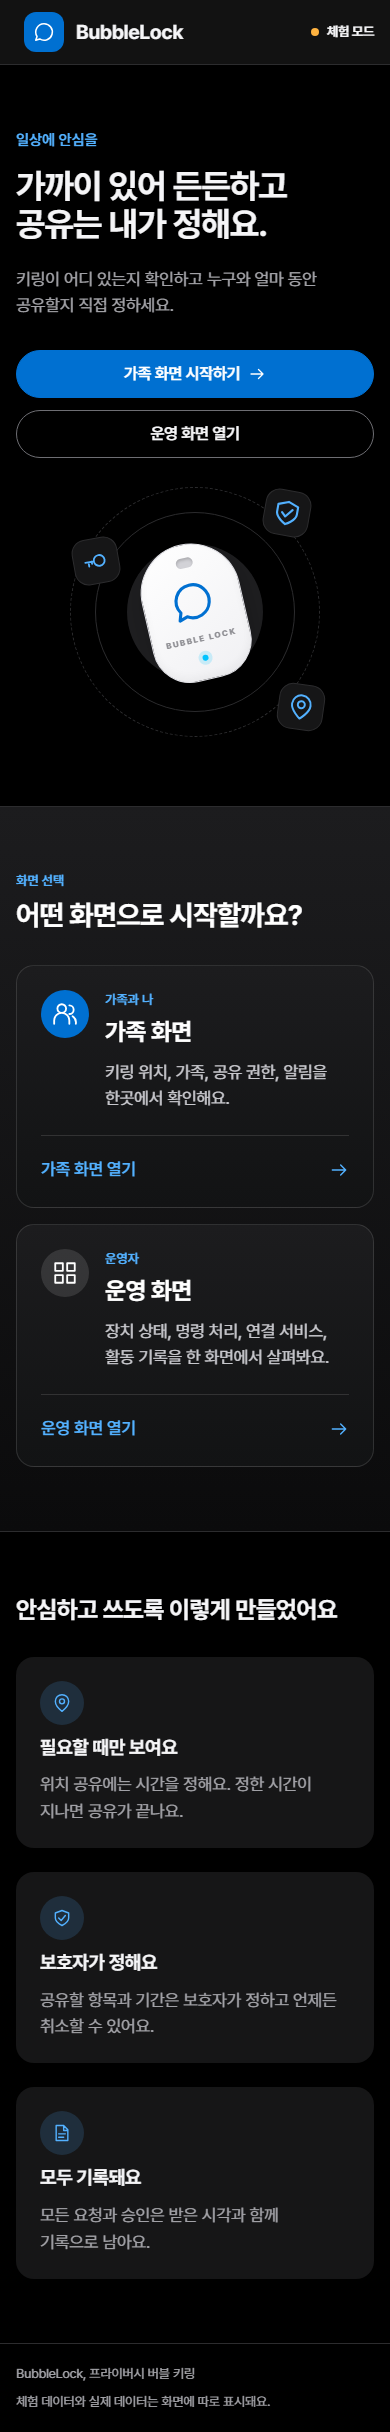 BubbleLock
체험 모드
일상에 안심을
가까이 있어 든든하고
공유는 내가 정해요.
키링이 어디 있는지 확인하고 누구와 얼마 동안
공유할지 직접 정하세요.
가족 화면 시작하기 →
운영 화면 열기
BUBBLE LOCK
화면 선택
어떤 화면으로 시작할까요?
가족과 나
가족 화면
키링 위치, 가족, 공유 권한, 알림을
한곳에서 확인해요.
가족 화면 열기 →
운영자
운영 화면
장치 상태, 명령 처리, 연결 서비스,
활동 기록을 한 화면에서 살펴봐요.
운영 화면 열기 →
안심하고 쓰도록 이렇게 만들었어요
필요할 때만 보여요
위치 공유에는 시간을 정해요. 정한 시간이
지나면 공유가 끝나요.
보호자가 정해요
공유할 항목과 기간은 보호자가 정하고 언제든
취소할 수 있어요.
모두 기록돼요
모든 요청과 승인은 받은 시각과 함께
기록으로 남아요.
BubbleLock, 프라이버시 버블 키링
체험 데이터와 실제 데이터는 화면에 따로 표시돼요.